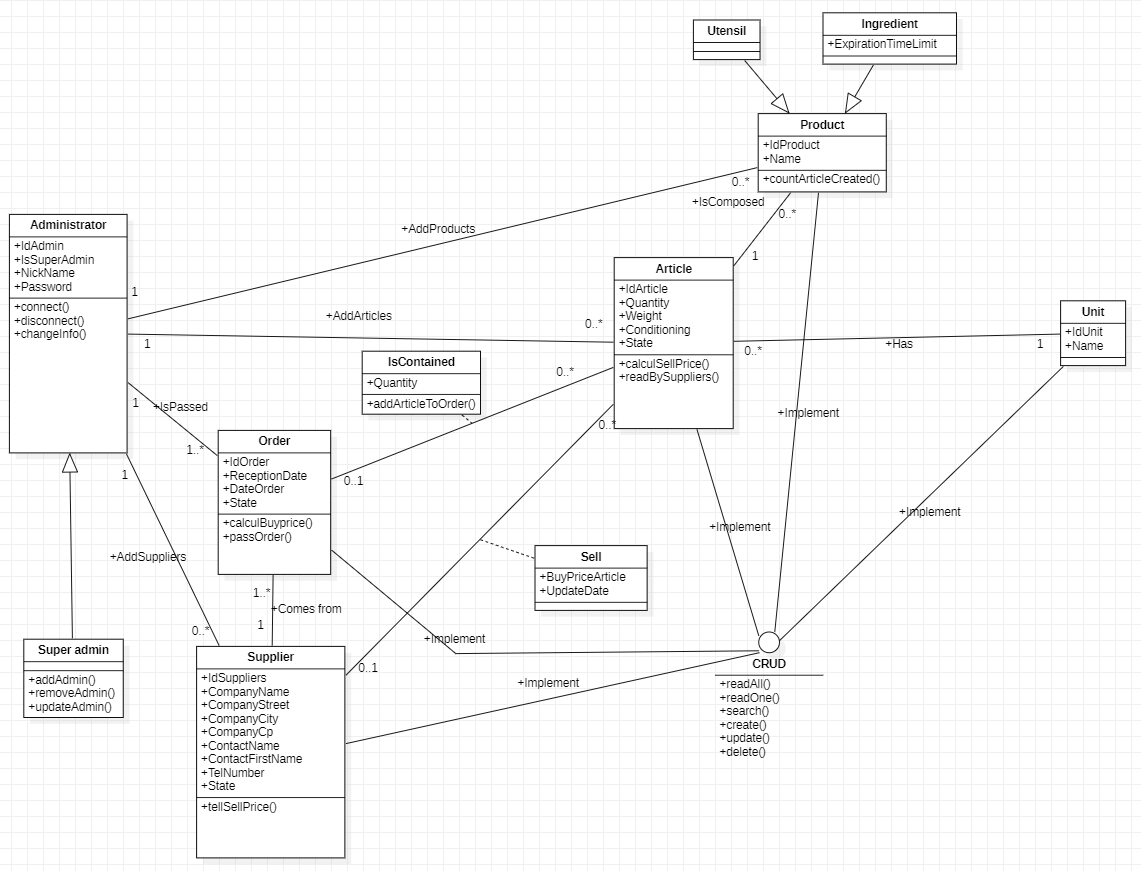 Utensil
Ingredient
+ExpirationTimeLimit
Product
+IdProduct
+Name
+countArticleCreated()
0..*
+IsComposed
0..*
1
+AddProducts
Administrator
+IdAdmin
+IsSuperAdmin
+NickName
+Password
+connect()
+disconnect()
+changeInfo()
1
+AddArticles
0..*
1
Article
+IdArticle
+Quantity
+Weight
+Conditioning
+State
+calculSellPrice()
+readBySuppliers()
Unit
+IdUnit
+Name
0..*
+Has
1
IsContained
+Quantity
+addArticleToOrder()
0..*
0..1
1
+IsPassed
1..*
Order
+IdOrder
+ReceptionDate
+DateOrder
+State
+calculBuyprice()
+passOrder()
0..*
+Implement
+Implement
+Implement
1
+AddSuppliers
0..*
Sell
+BuyPriceArticle
+UpdateDate
1..*
+Comes from
1
+Implement
Super admin
+addAdmin()
+removeAdmin()
+updateAdmin()
Supplier
+IdSuppliers
+CompanyName
+CompanyStreet
+CompanyCity
+CompanyCp
+ContactName
+ContactFirstName
+TelNumber
+State
+tellSellPrice()
0..1
+Implement
CRUD
+readAll()
+readOne()
+search()
+create()
+update()
+delete()